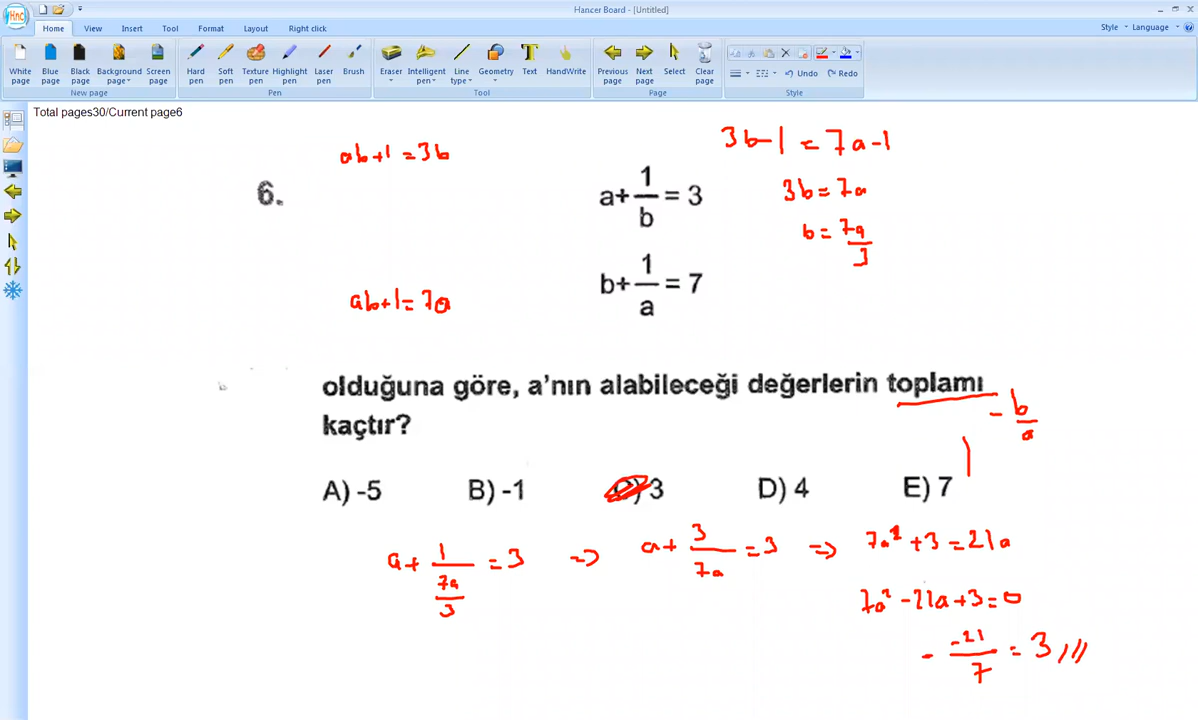 Hancer Board - [Untitled]
Hnc
Home View Insert Tool Format Layout Right click
Style Language
White page Blue page Black page Background page Screen page
New page
Hard pen Soft pen Texture pen Highlight pen Laser pen Brush
Pen
Eraser Intelligent pen Line type Geometry Text HandWrite
Tool
Previous page Next page Select Clear page
Page
Undo Redo
Style
Total pages30/Current page6
ab+1=3b
3b-1=7a-1
6.
a+1/b=3
3b=7a
b=7a/3
b+1/a=7
ab+1=7a
olduğuna göre, a'nın alabileceği değerlerin toplamı
-b/a
kaçtır?
A) -5 B) -1 C) 3 D) 4 E) 7
a+1/(7a/3)=3 => a+3/7a=3 => 7a²+3=21a
7a²-21a+3=0
- -21/7=3,//